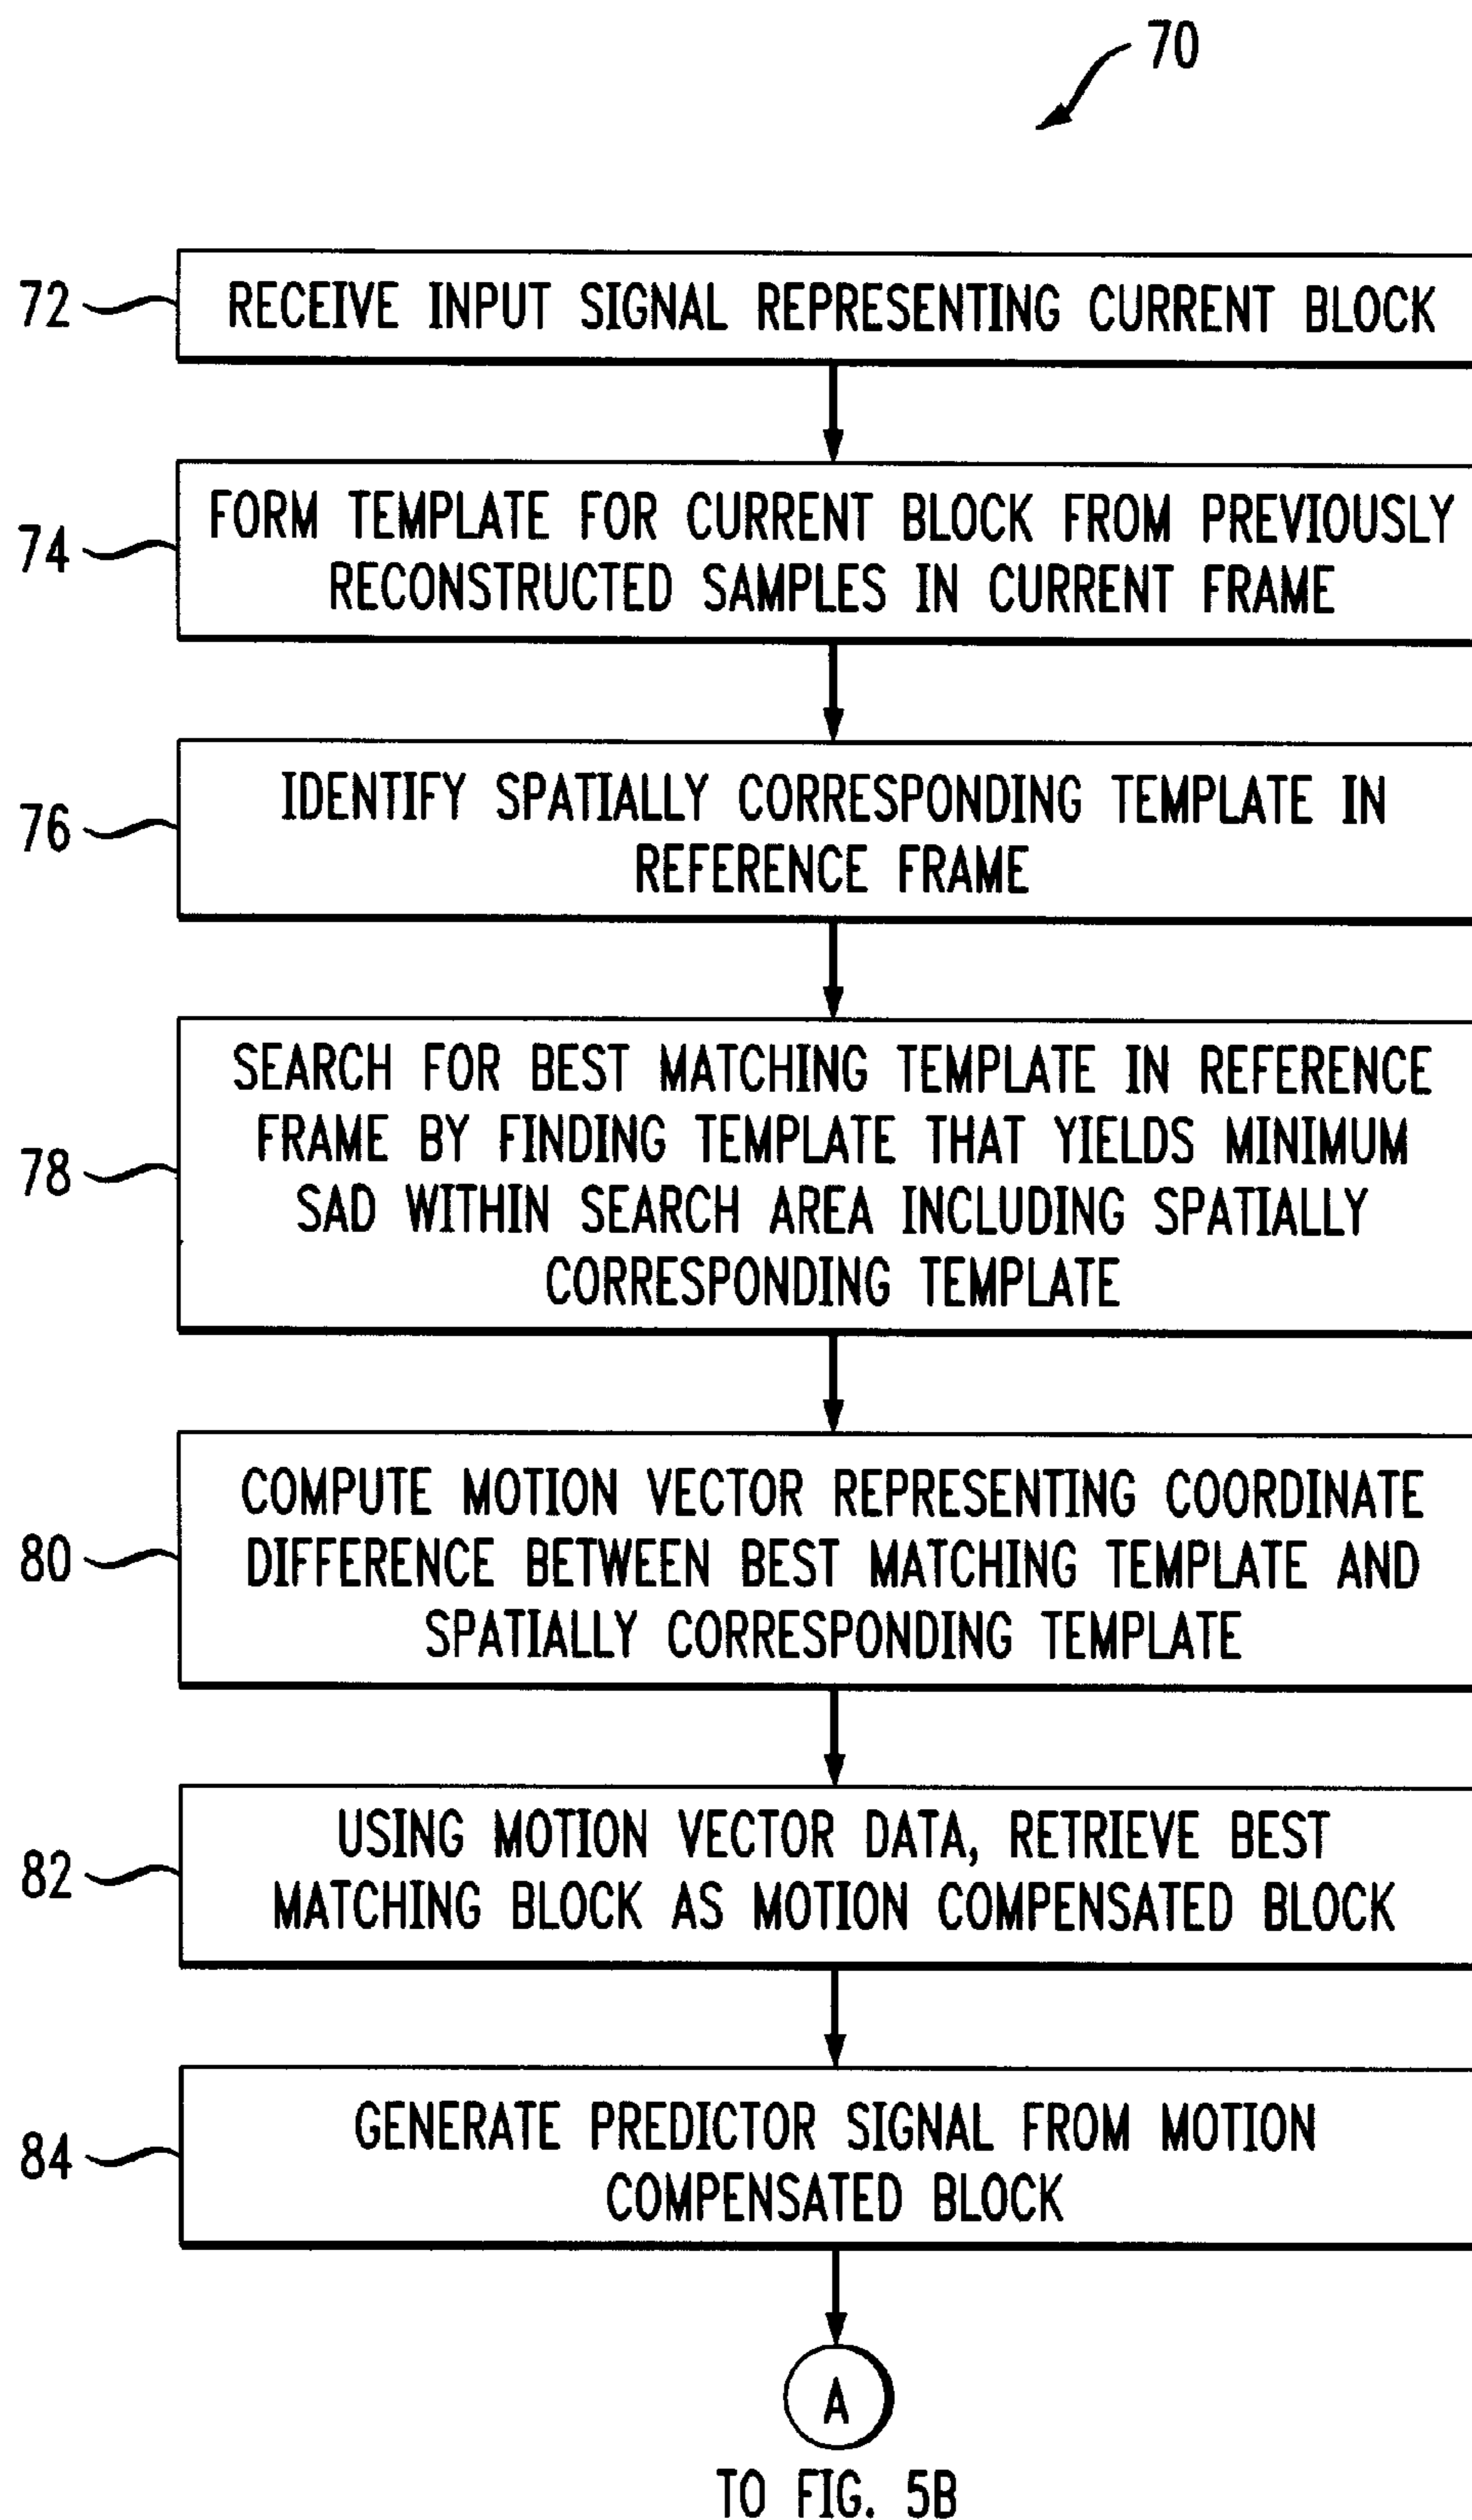 70
72
RECEIVE INPUT SIGNAL REPRESENTING CURRENT BLOCK
74
FORM TEMPLATE FOR CURRENT BLOCK FROM PREVIOUSLY
RECONSTRUCTED SAMPLES IN CURRENT FRAME
76
IDENTIFY SPATIALLY CORRESPONDING TEMPLATE IN
REFERENCE FRAME
78
SEARCH FOR BEST MATCHING TEMPLATE IN REFERENCE
FRAME BY FINDING TEMPLATE THAT YIELDS MINIMUM
SAD WITHIN SEARCH AREA INCLUDING SPATIALLY
CORRESPONDING TEMPLATE
80
COMPUTE MOTION VECTOR REPRESENTING COORDINATE
DIFFERENCE BETWEEN BEST MATCHING TEMPLATE AND
SPATIALLY CORRESPONDING TEMPLATE
82
USING MOTION VECTOR DATA, RETRIEVE BEST
MATCHING BLOCK AS MOTION COMPENSATED BLOCK
84
GENERATE PREDICTOR SIGNAL FROM MOTION
COMPENSATED BLOCK
A
TO FIG. 5B